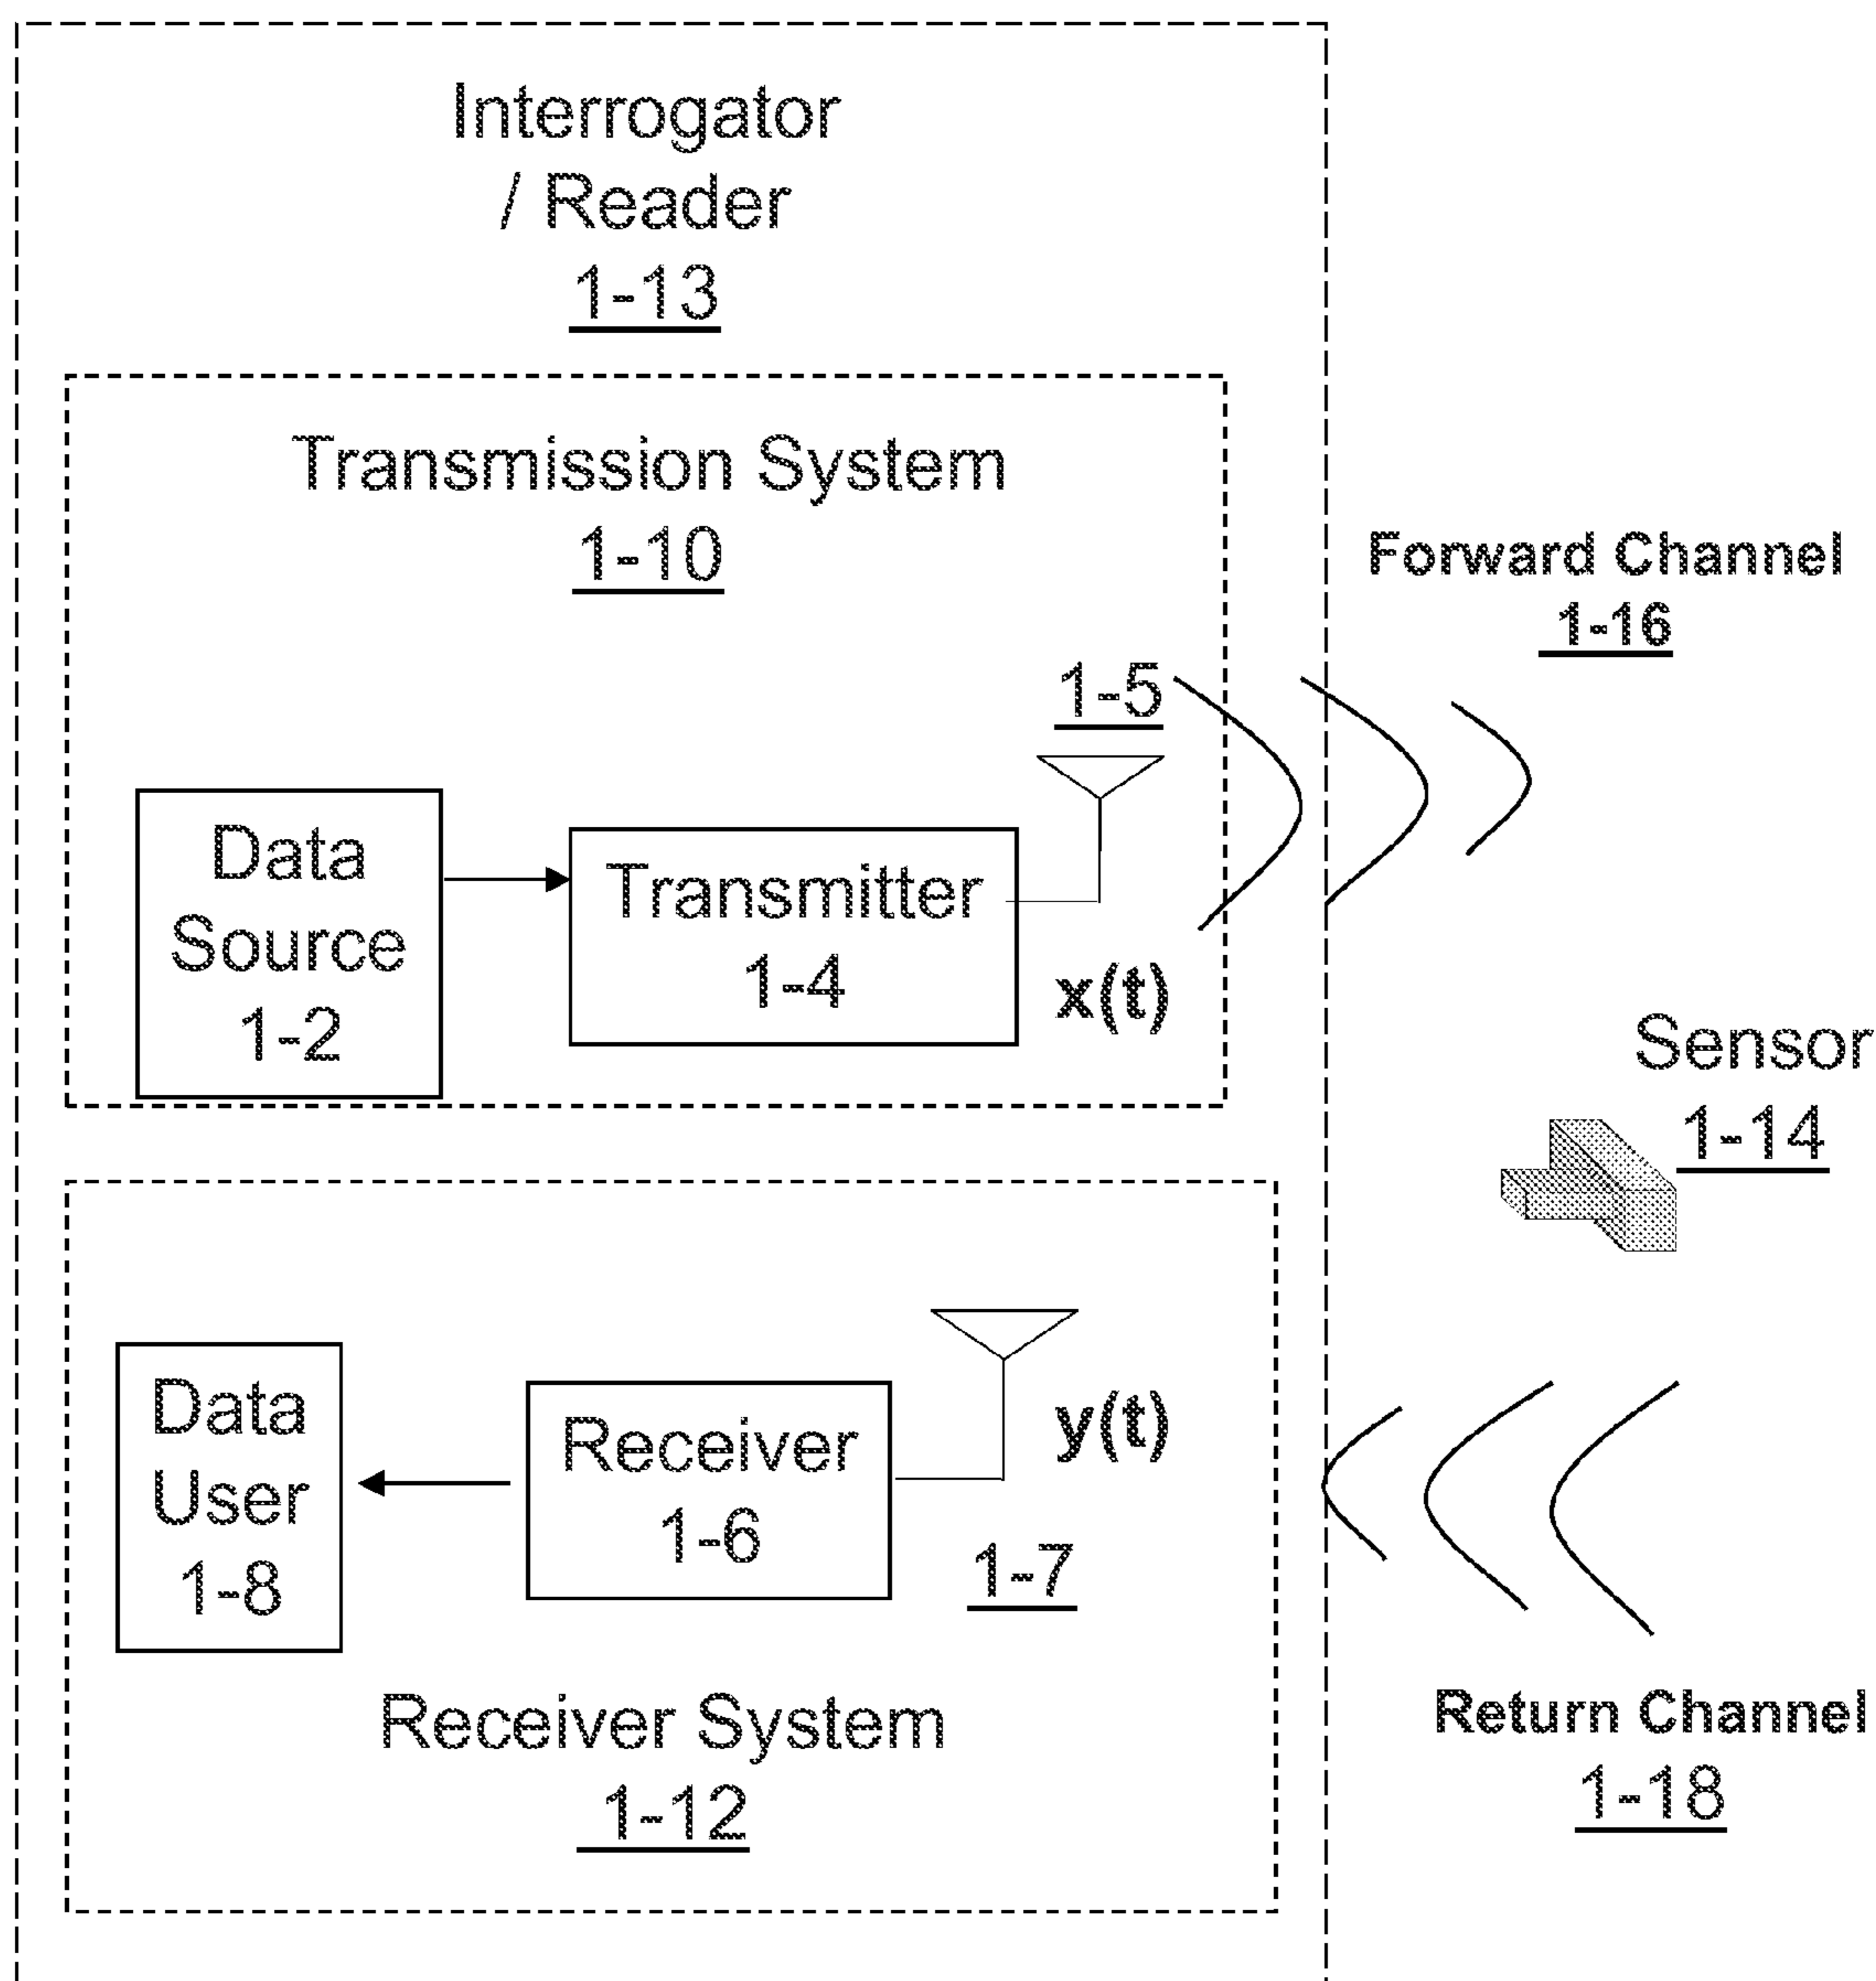 Interrogator
/ Reader
1-13
Transmission System
1-10
Forward Channel
1-16
1-5
Data
Source
1-2
Transmitter
1-4
x(t)
Sensor
1-14
Data
User
1-8
Receiver
1-6
y(t)
1-7
Receiver System
1-12
Return Channel
1-18